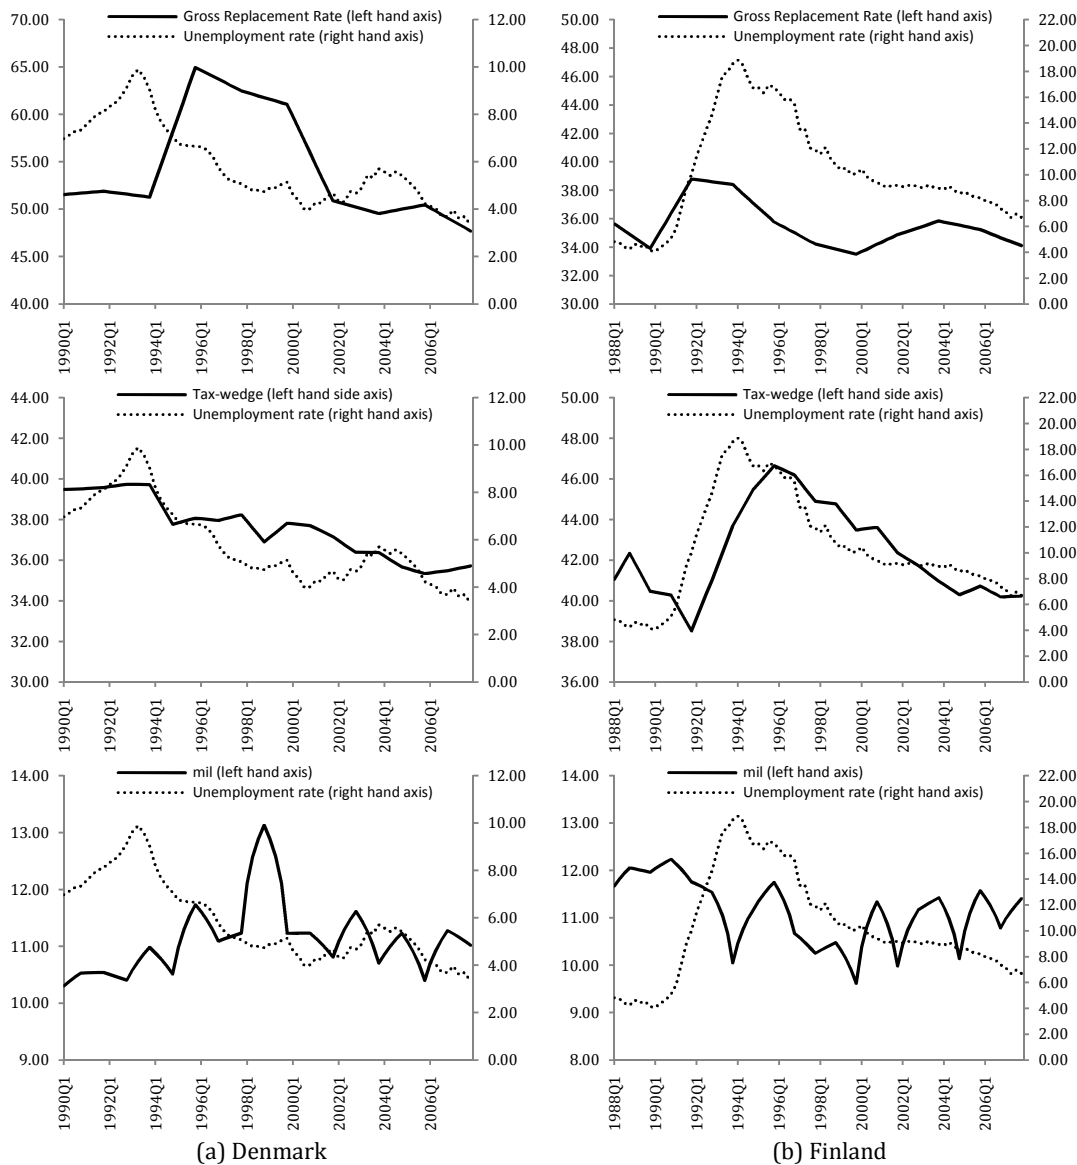 Gross Replacement Rate (left hand axis)
Unemployment rate (right hand axis)
70.00
65.00
60.00
55.00
50.00
45.00
40.00
12.00
10.00
8.00
6.00
4.00
2.00
0.00
1990Q1
1992Q1
1994Q1
1996Q1
1998Q1
2000Q1
2002Q1
2004Q1
2006Q1
Gross Replacement Rate (left hand axis)
Unemployment rate (right hand axis)
50.00
48.00
46.00
44.00
42.00
40.00
38.00
36.00
34.00
32.00
30.00
22.00
20.00
18.00
16.00
14.00
12.00
10.00
8.00
6.00
4.00
2.00
0.00
1988Q1
1990Q1
1992Q1
1994Q1
1996Q1
1998Q1
2000Q1
2002Q1
2004Q1
2006Q1
Tax-wedge (left hand side axis)
Unemployment rate (right hand axis)
44.00
42.00
40.00
38.00
36.00
34.00
32.00
30.00
12.00
10.00
8.00
6.00
4.00
2.00
0.00
1990Q1
1992Q1
1994Q1
1996Q1
1998Q1
2000Q1
2002Q1
2004Q1
2006Q1
Tax-wedge (left hand side axis)
Unemployment rate (right hand axis)
50.00
48.00
46.00
44.00
42.00
40.00
38.00
36.00
22.00
20.00
18.00
16.00
14.00
12.00
10.00
8.00
6.00
4.00
2.00
0.00
1988Q1
1990Q1
1992Q1
1994Q1
1996Q1
1998Q1
2000Q1
2002Q1
2004Q1
2006Q1
mil (left hand axis)
Unemployment rate (right hand axis)
14.00
13.00
12.00
11.00
10.00
9.00
12.00
10.00
8.00
6.00
4.00
2.00
0.00
1990Q1
1992Q1
1994Q1
1996Q1
1998Q1
2000Q1
2002Q1
2004Q1
2006Q1
mil (left hand axis)
Unemployment rate (right hand axis)
14.00
13.00
12.00
11.00
10.00
9.00
8.00
22.00
20.00
18.00
16.00
14.00
12.00
10.00
8.00
6.00
4.00
2.00
0.00
1988Q1
1990Q1
1992Q1
1994Q1
1996Q1
1998Q1
2000Q1
2002Q1
2004Q1
2006Q1
(a) Denmark
(b) Finland